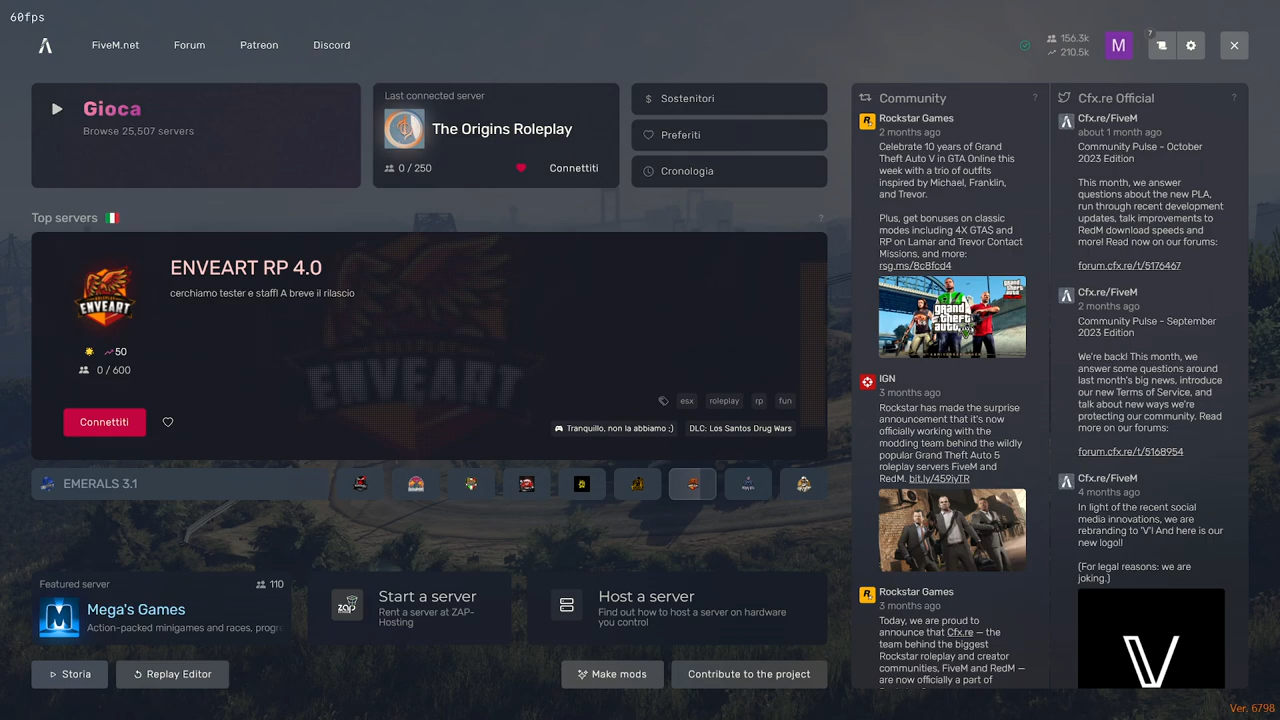 60fps
FiveM.net
Forum
Patreon
Discord
156.3k
210.5k
M
7
Gioca
Browse 25,507 servers
Last connected server
The Origins Roleplay
0 / 250
Connettiti
$ Sostenitori
Preferiti
Cronologia
Top servers
?
ENVEART RP 4.0
cerchiamo tester e staff! A breve il rilascio
ENVEART
50
0 / 600
Connettiti
esx
roleplay
rp
fun
Tranquillo, non la abbiamo ;)
DLC: Los Santos Drug Wars
EMERALS 3.1
Featured server
110
Mega's Games
Action-packed minigames and races, progre
ZAP
Start a server
Rent a server at ZAP-
Hosting
Host a server
Find out how to host a server on hardware
you control
Storia
Replay Editor
Make mods
Contribute to the project
Community
?
Rockstar Games
2 months ago
Celebrate 10 years of Grand
Theft Auto V in GTA Online this
week with a trio of outfits
inspired by Michael, Franklin,
and Trevor.
Plus, get bonuses on classic
modes including 4X GTA$ and
RP on Lamar and Trevor Contact
Missions, and more:
rsg.ms/8c8fcd4
grand
theft
auto
IGN
3 months ago
Rockstar has made the surprise
announcement that it's now
officially working with the
modding team behind the wildly
popular Grand Theft Auto 5
roleplay servers FiveM and
RedM. bit.ly/459iyTR
Rockstar Games
3 months ago
Today, we are proud to
announce that Cfx.re — the
team behind the biggest
Rockstar roleplay and creator
communities, FiveM and RedM —
are now officially a part of
Cfx.re Official
?
Cfx.re/FiveM
about 1 month ago
Community Pulse - October
2023 Edition
This month, we answer
questions about the new PLA,
run through recent development
updates, talk improvements to
RedM download speeds and
more! Read now on our forums:
forum.cfx.re/t/5176467
Cfx.re/FiveM
2 months ago
Community Pulse – September
2023 Edition
We're back! This month, we
answer some questions around
last month's big news, introduce
our new Terms of Service, and
talk about new ways we're
protecting our community. Read
more on our forums:
forum.cfx.re/t/5168954
Cfx.re/FiveM
4 months ago
In light of the recent social
media innovations, we are
rebranding to 'V'! And here is our
new logo!!
(For legal reasons: we are
joking.)
V
Ver. 6798